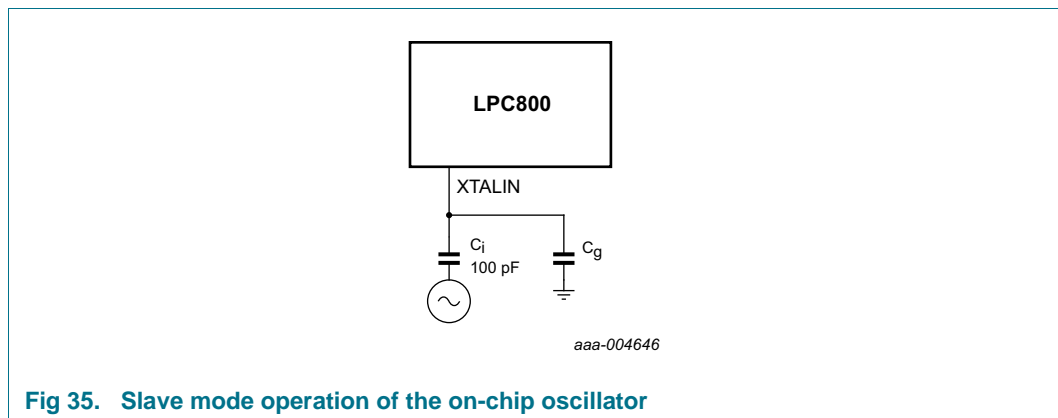 LPC800
XTALIN
Ci
100 pF
Cg
aaa-004646
Fig 35. Slave mode operation of the on-chip oscillator